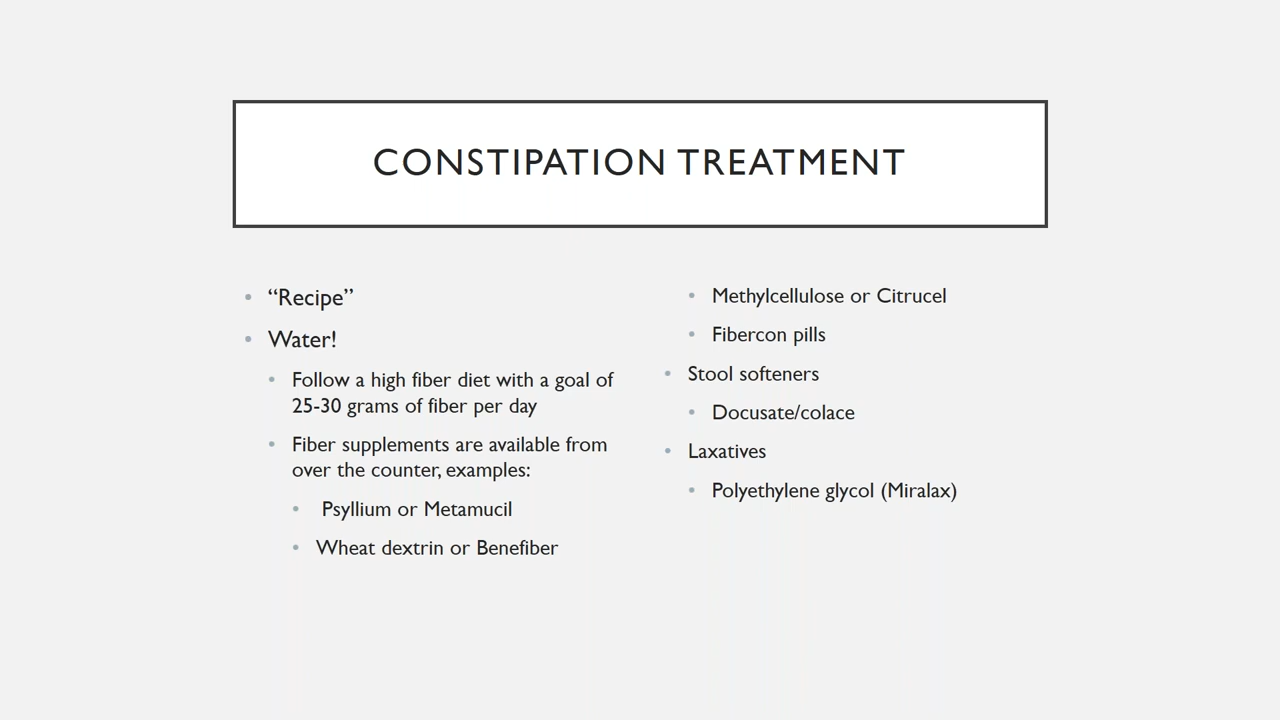 CONSTIPATION TREATMENT
• “Recipe”
• Water!
• Follow a high fiber diet with a goal of
25-30 grams of fiber per day
• Fiber supplements are available from
over the counter, examples:
• Psyllium or Metamucil
• Wheat dextrin or Benefiber
• Methylcellulose or Citrucel
• Fibercon pills
• Stool softeners
• Docusate/colace
• Laxatives
• Polyethylene glycol (Miralax)